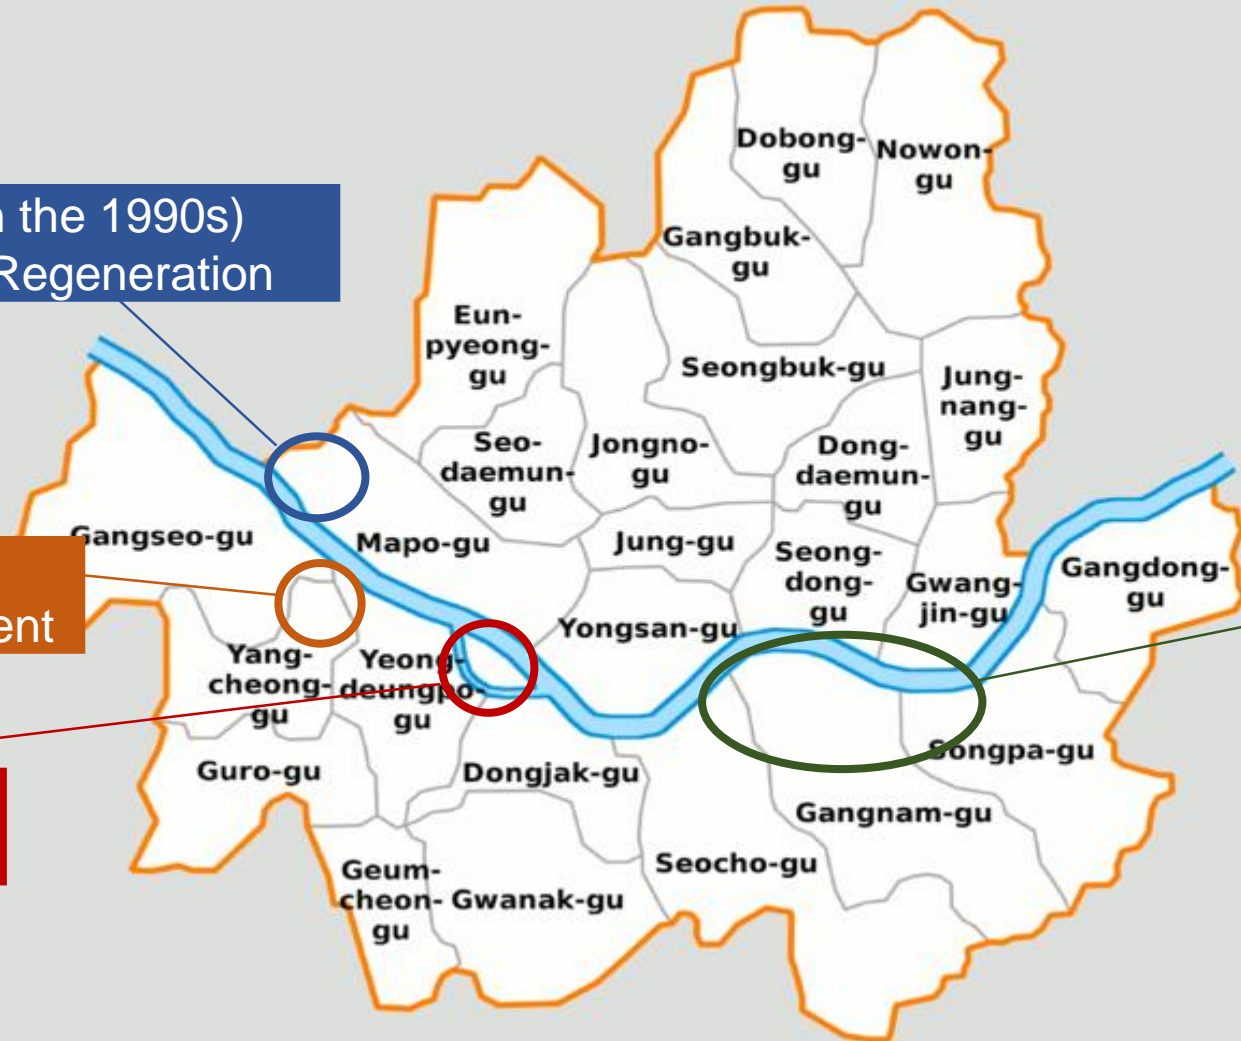 Dobong-
gu
Nowon-
gu
n the 1990s)
Regeneration
Gangbuk-
gu
Eun-
pyeong-
gu
Seongbuk-gu
Jung-
nang-
gu
Seo-
daemun-
gu
Jongno-
gu
Dong-
daemun-
gu
Gangseo-gu
Mapo-gu
Jung-gu
Seong-
dong-
gu
Gwang-
jin-gu
Gangdong-
gu
ent
Yongsan-gu
Yang-
cheong-
gu
Yeong-
deungpo-
gu
Songpa-gu
Guro-gu
Dongjak-gu
Gangnam-gu
Geum-
cheon-
gu
Gwanak-gu
Seocho-gu